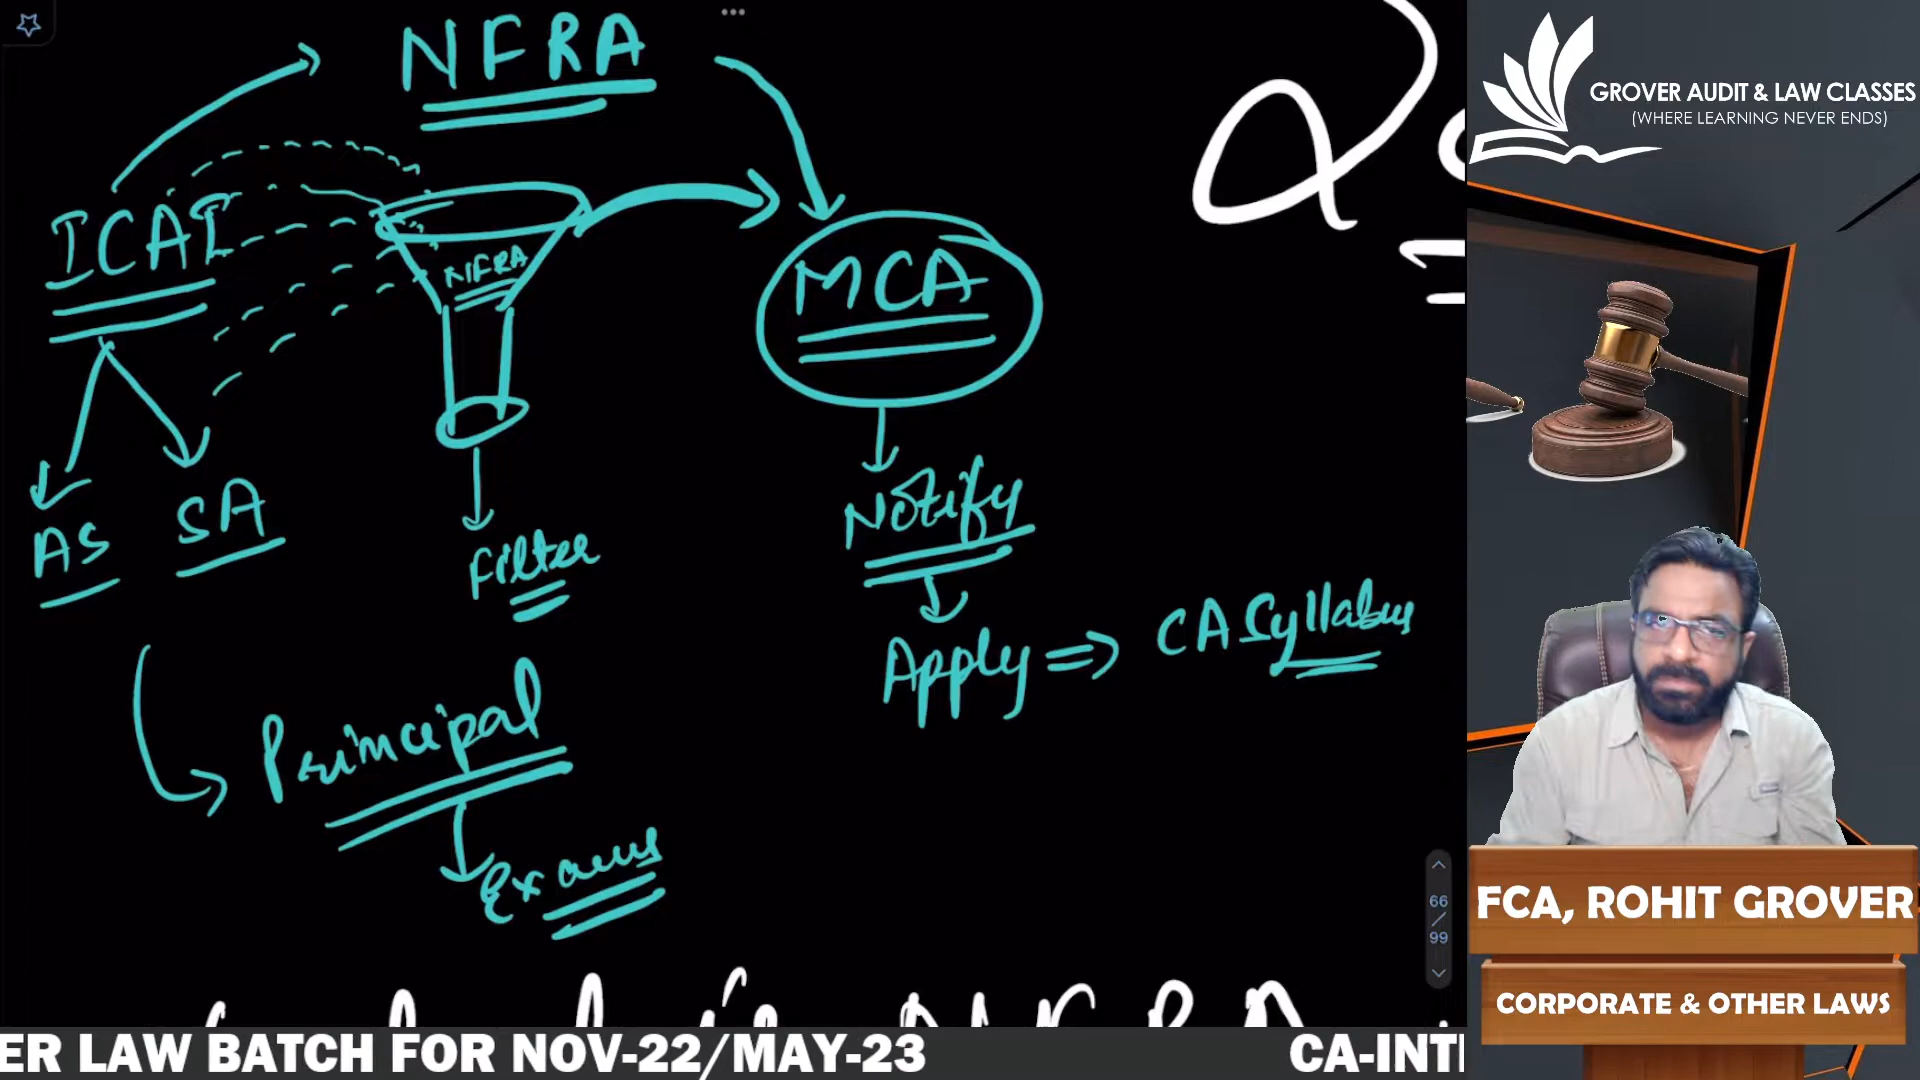 NFRA
ICAI
NFRA
MCA
AS
SA
Filter
Notify
Apply ⇒ CA Syllabus
Principal
Exams
66
/
99
GROVER AUDIT & LAW CLASSES
(WHERE LEARNING NEVER ENDS)
FCA, ROHIT GROVER
CORPORATE & OTHER LAWS
ER LAW BATCH FOR NOV-22/MAY-23
CA-INT